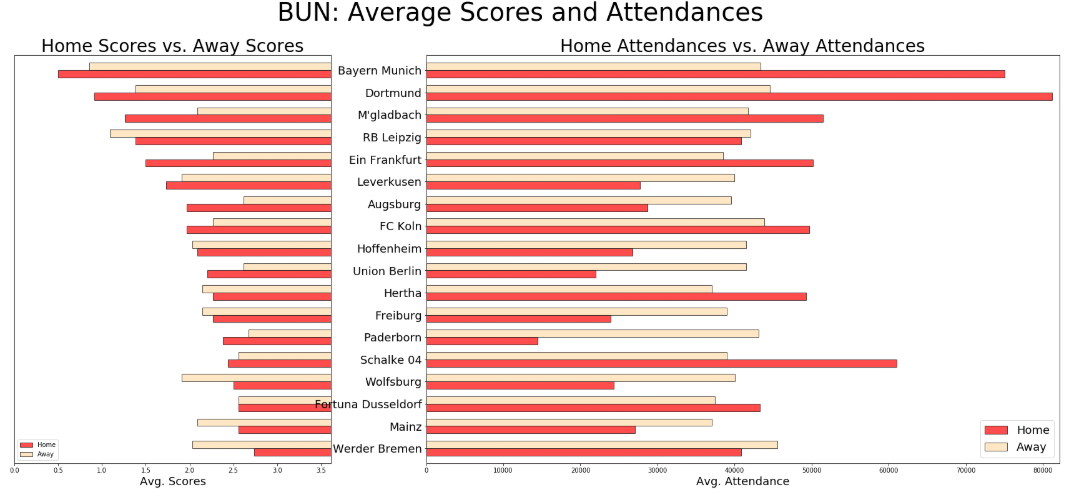 BUN: Average Scores and Attendances
Home Scores vs. Away Scores
Home Attendances vs. Away Attendances
Bayern Munich
Dortmund
M'gladbach
RB Leipzig
Ein Frankfurt
Leverkusen
Augsburg
FC Koln
Hoffenheim
Union Berlin
Hertha
Freiburg
Paderborn
Schalke 04
Wolfsburg
Fortuna Dusseldorf
Mainz
Werder Bremen
Home
Away
Home
Away
0.0 0.5 1.0 1.5 2.0 2.5 3.0 3.5
0 10000 20000 30000 40000 50000 60000 70000 80000
Avg. Scores
Avg. Attendance